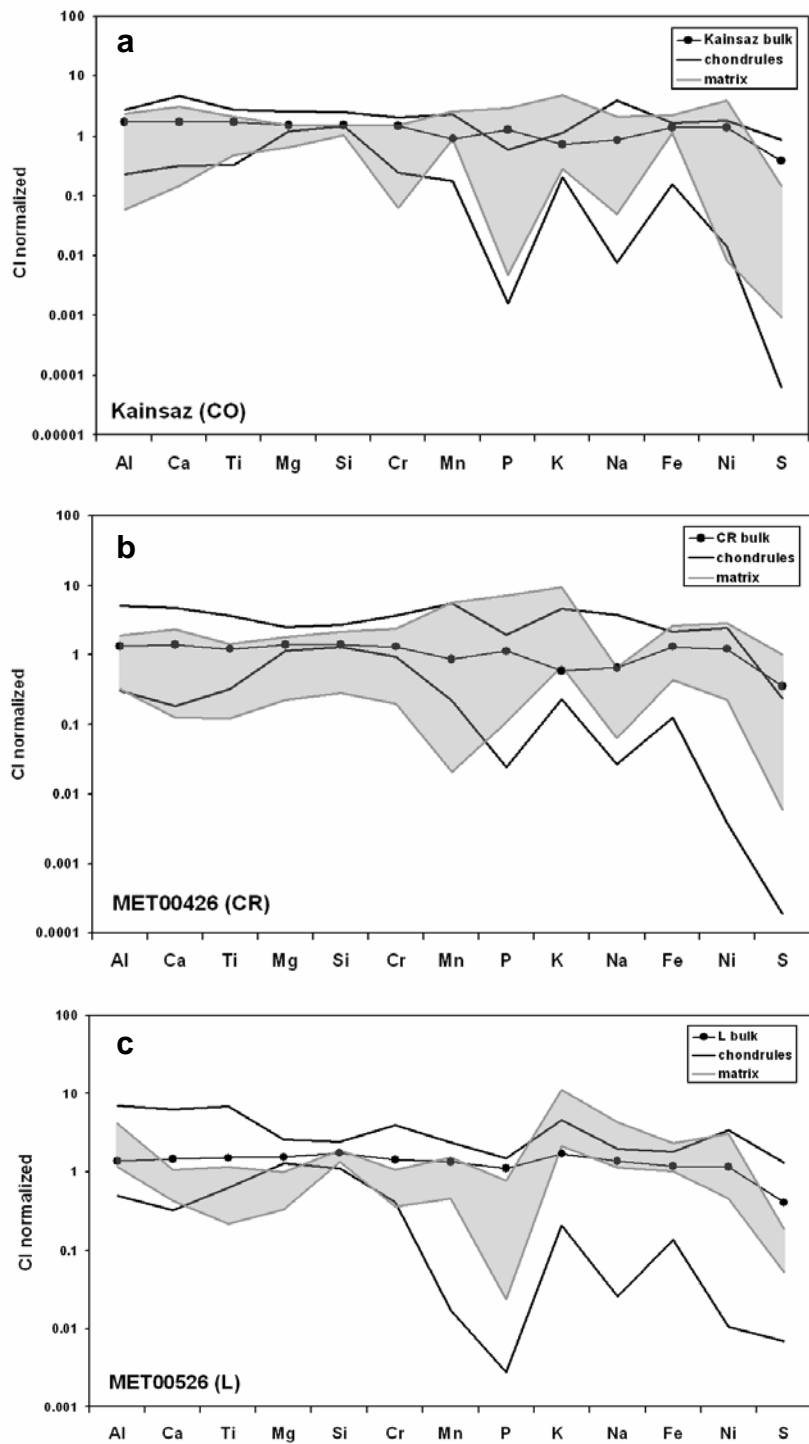 a
Kainsaz bulk
chondrules
matrix
100
10
1
0.1
0.01
0.001
0.0001
0.00001
CI normalized
Kainsaz (CO)
Al Ca Ti Mg Si Cr Mn P K Na Fe Ni S
b
CR bulk
chondrules
matrix
100
10
1
0.1
0.01
0.001
0.0001
CI normalized
MET00426 (CR)
Al Ca Ti Mg Si Cr Mn P K Na Fe Ni S
c
L bulk
chondrules
matrix
100
10
1
0.1
0.01
0.001
CI normalized
MET00526 (L)
Al Ca Ti Mg Si Cr Mn P K Na Fe Ni S